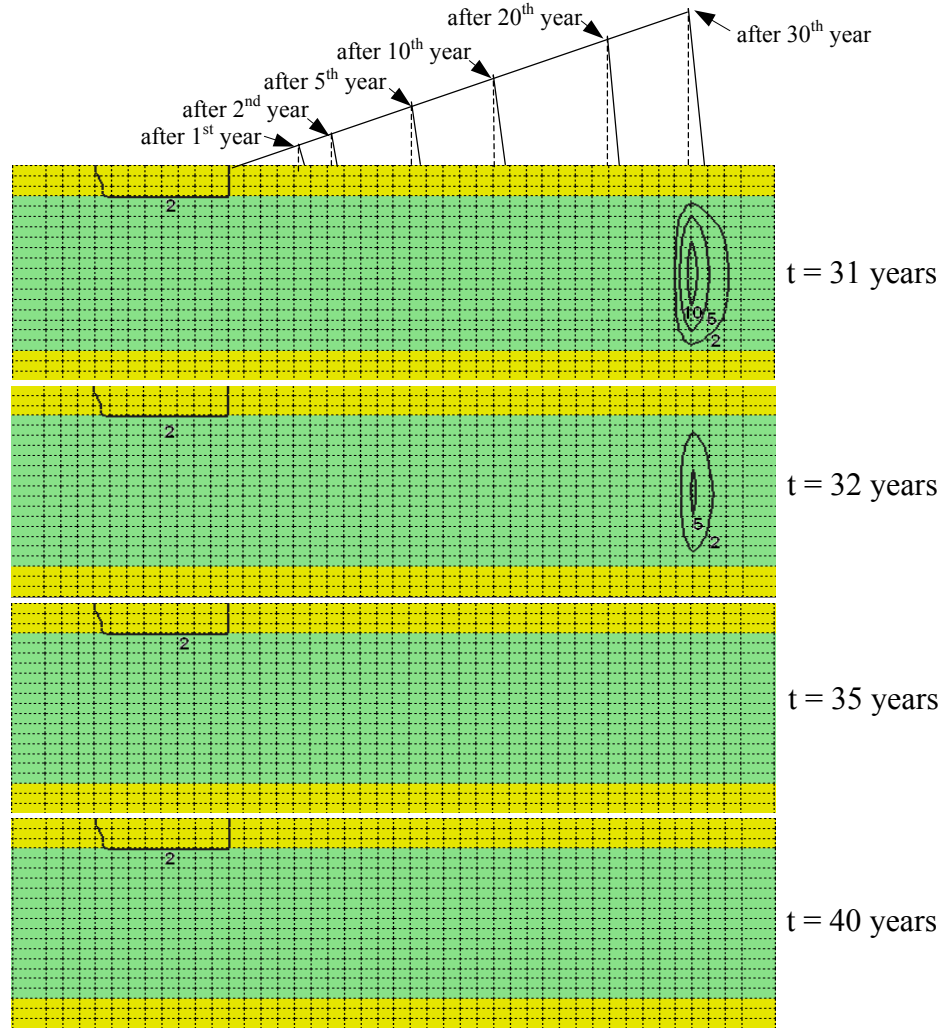 after 20th year
after 30th year
after 10th year
after 5th year
after 2nd year
after 1st year
2
10
5
2
t = 31 years
2
5
2
t = 32 years
2
t = 35 years
2
t = 40 years